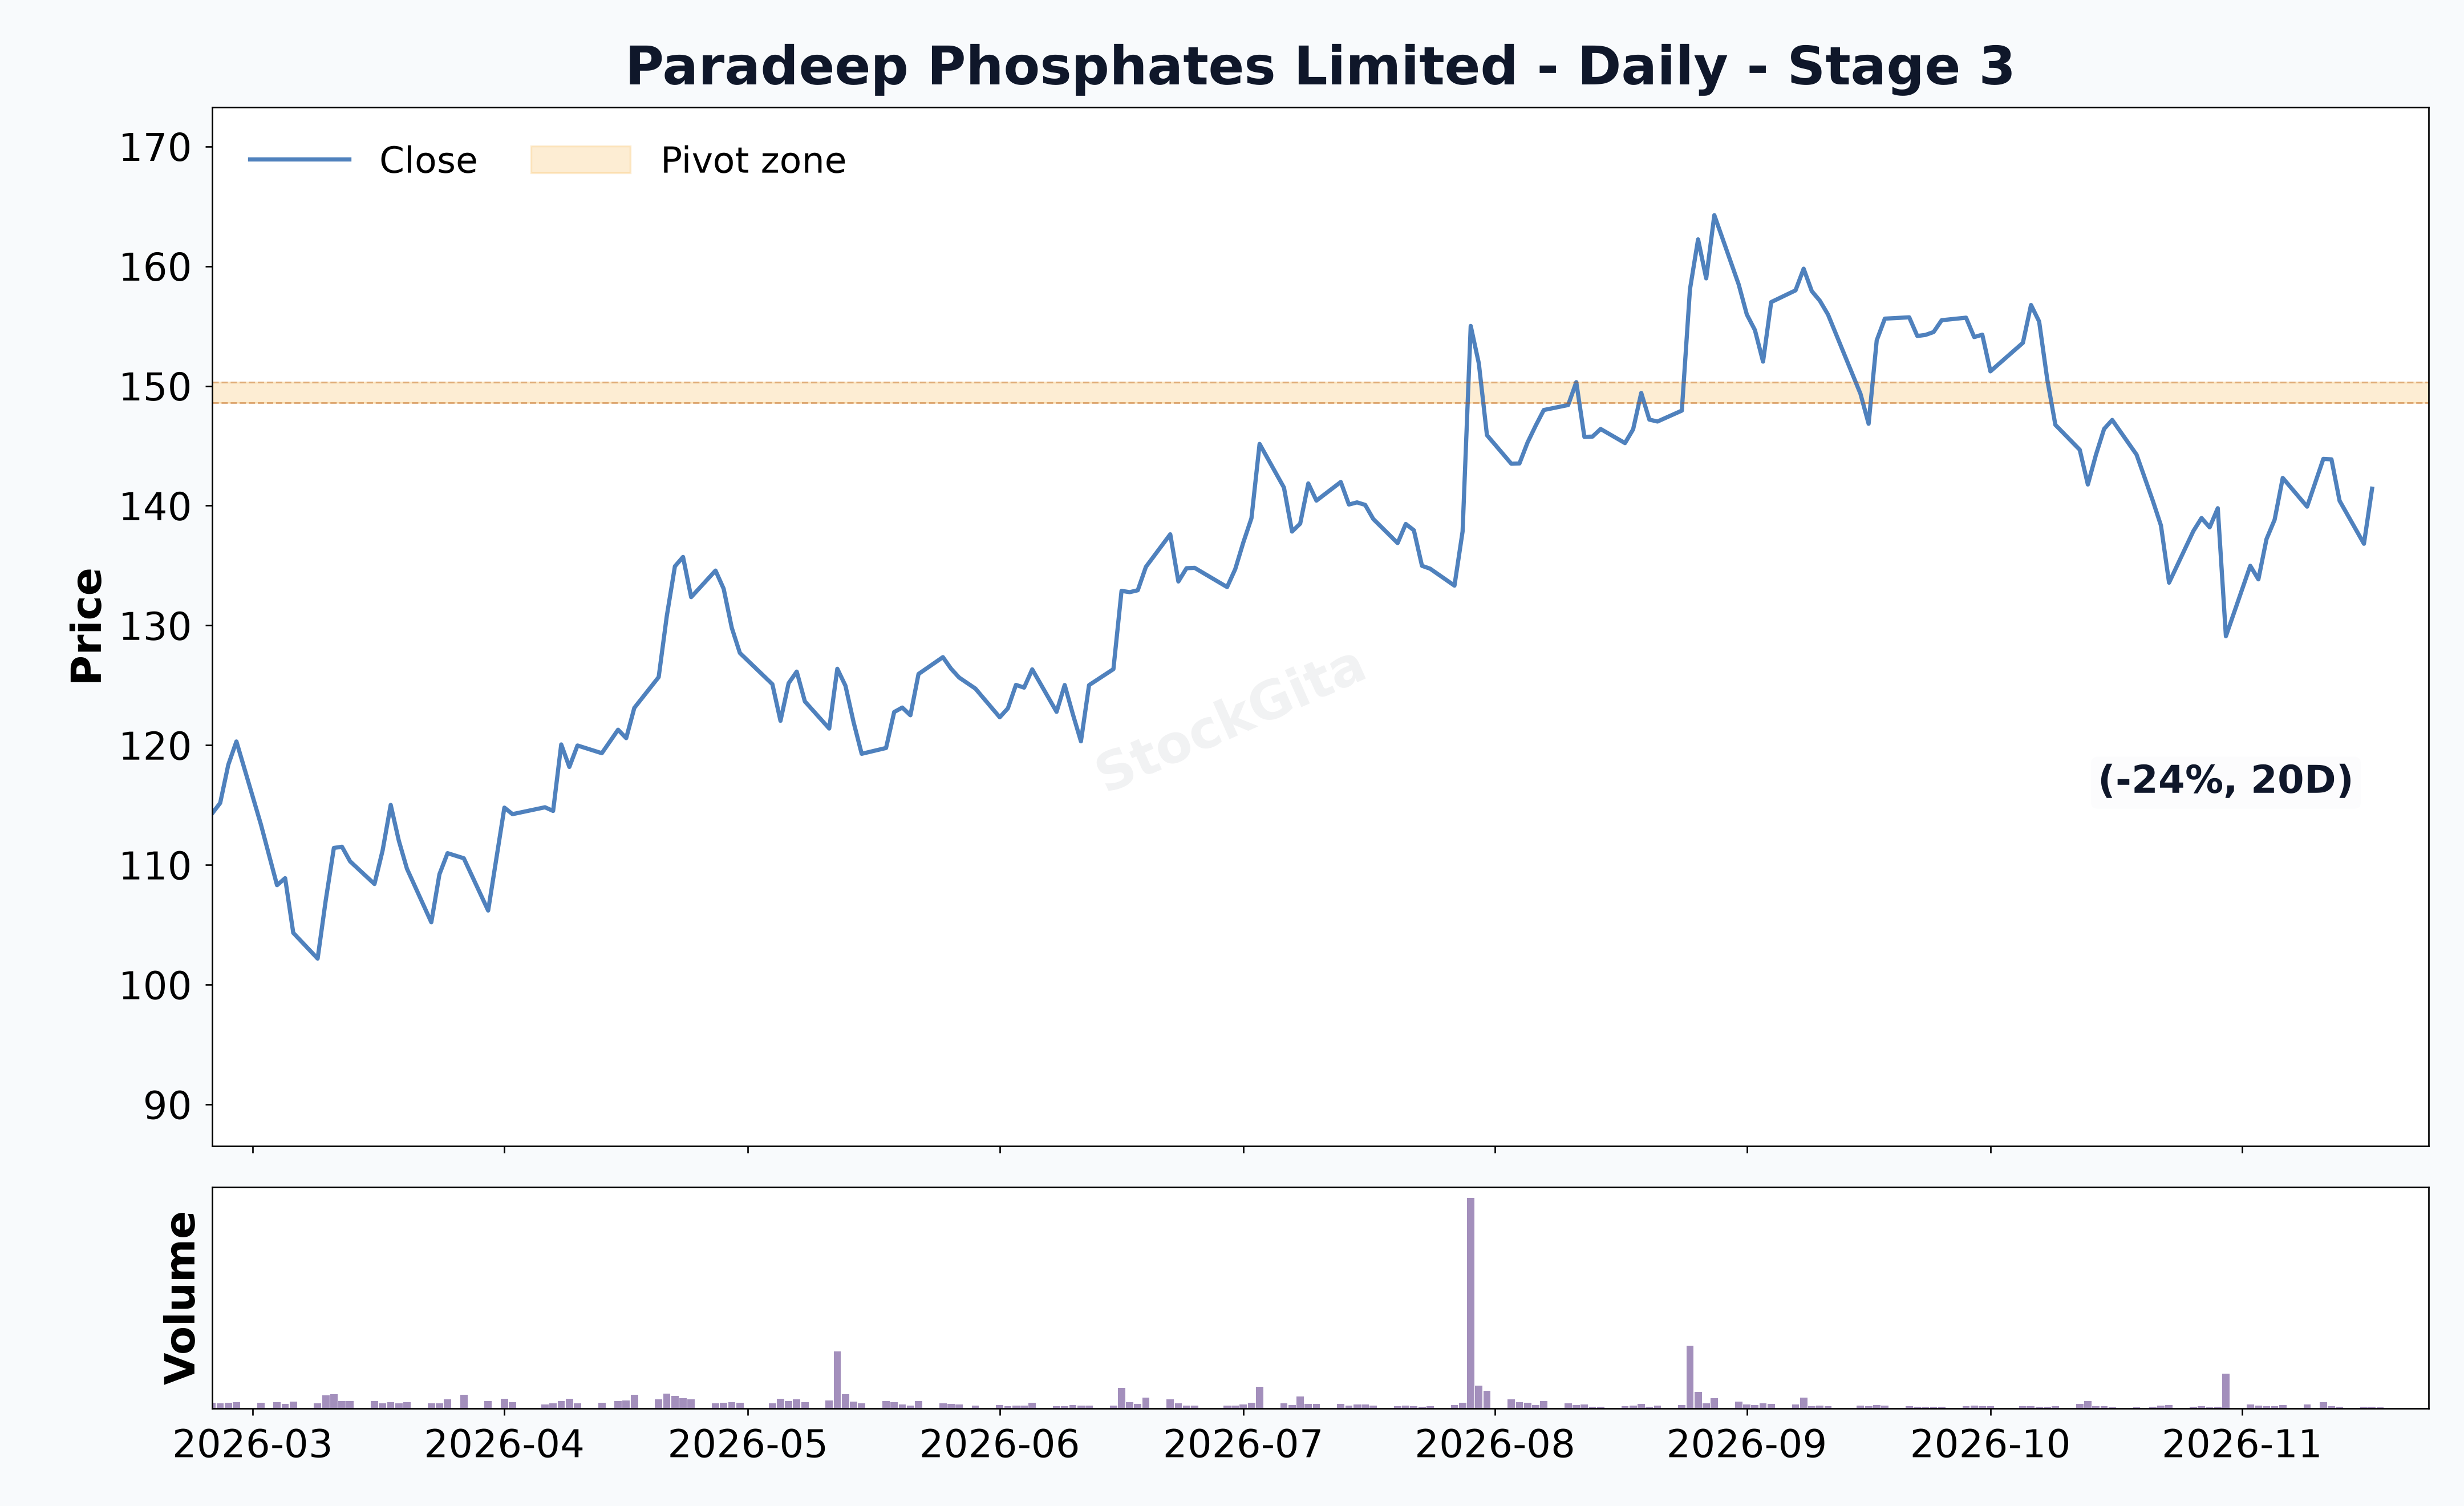 Paradeep Phosphates Limited - Daily - Stage 3
Close
Pivot zone
Price
170
160
150
140
130
120
110
100
90
StockGita
(-24%, 20D)
Volume
2026-03
2026-04
2026-05
2026-06
2026-07
2026-08
2026-09
2026-10
2026-11